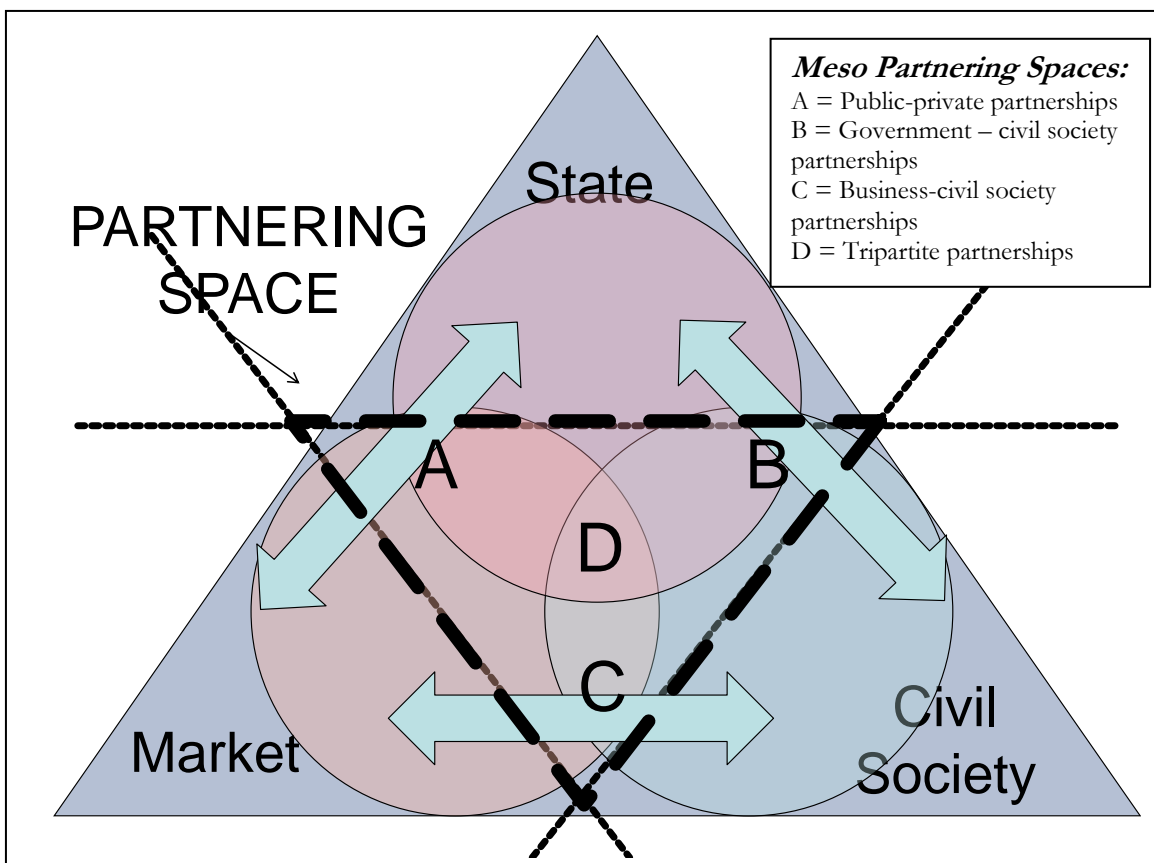 Meso Partnering Spaces:
A = Public-private partnerships
B = Government – civil society
partnerships
C = Business-civil society
partnerships
D = Tripartite partnerships
State
PARTNERING
SPACE
A
B
D
C
Market
Civil
Society